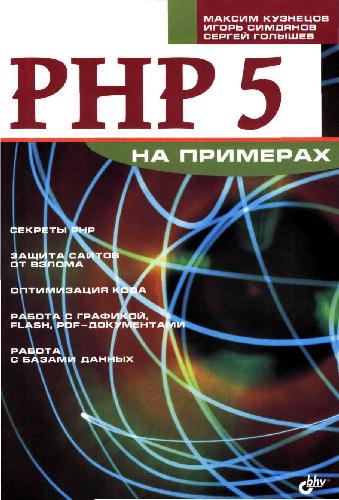 МАКСИМ КУЗНЕЦОВ
ИГОРЬ СИМДЯНОВ
СЕРГЕЙ ГОЛЫШЕВ
PHP 5
НА ПРИМЕРАХ
СЕКРЕТЫ PHP
ЗАЩИТА САЙТОВ
ОТ ВЗЛОМА
ОПТИМИЗАЦИЯ КОДА
РАБОТА С ГРАФИКОЙ,
FLASH, PDF-ДОКУМЕНТАМИ
РАБОТА
С БАЗАМИ ДАННЫХ
bhv